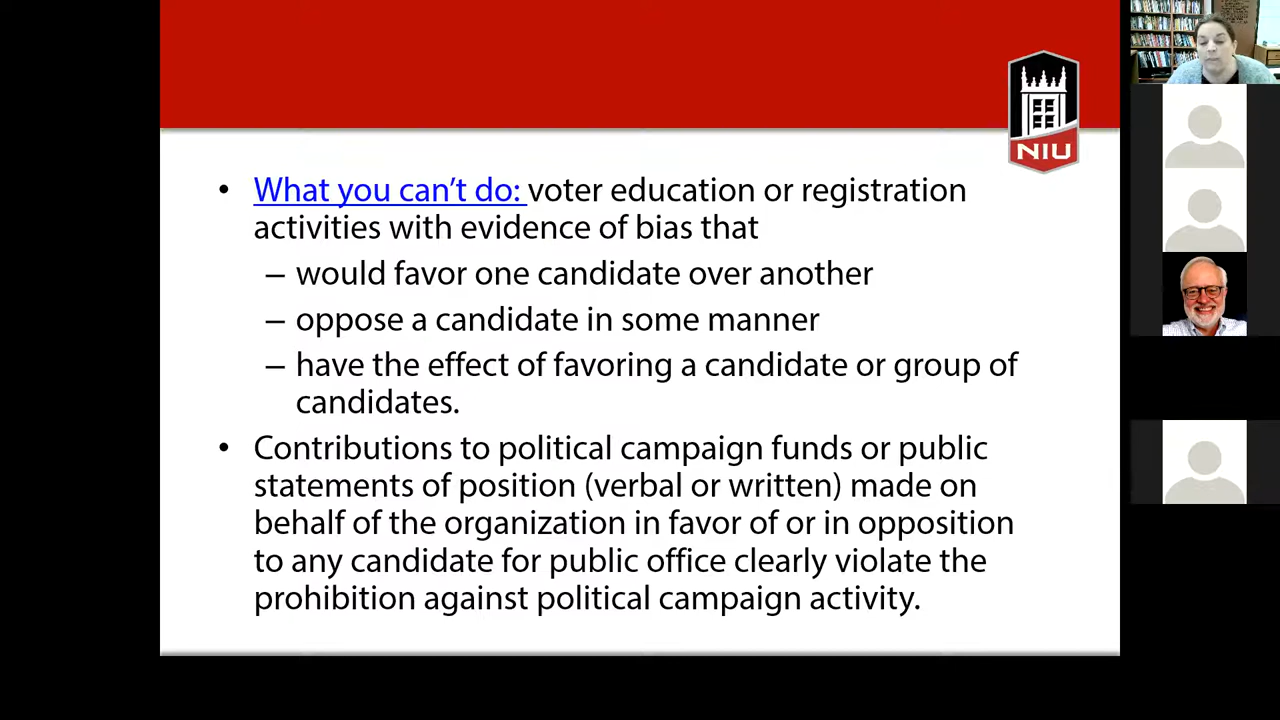 NIU
• What you can't do: voter education or registration
activities with evidence of bias that
– would favor one candidate over another
– oppose a candidate in some manner
– have the effect of favoring a candidate or group of
candidates.
• Contributions to political campaign funds or public
statements of position (verbal or written) made on
behalf of the organization in favor of or in opposition
to any candidate for public office clearly violate the
prohibition against political campaign activity.